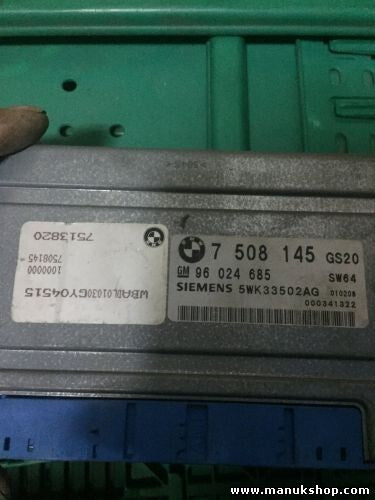 7 508 145 GS20
GM 96 024 685 SW64
SIEMENS 5WK33502AG 010208
000341322
WBADL01030GY04515
1000000
7508145
7513820
www.manukshop.com